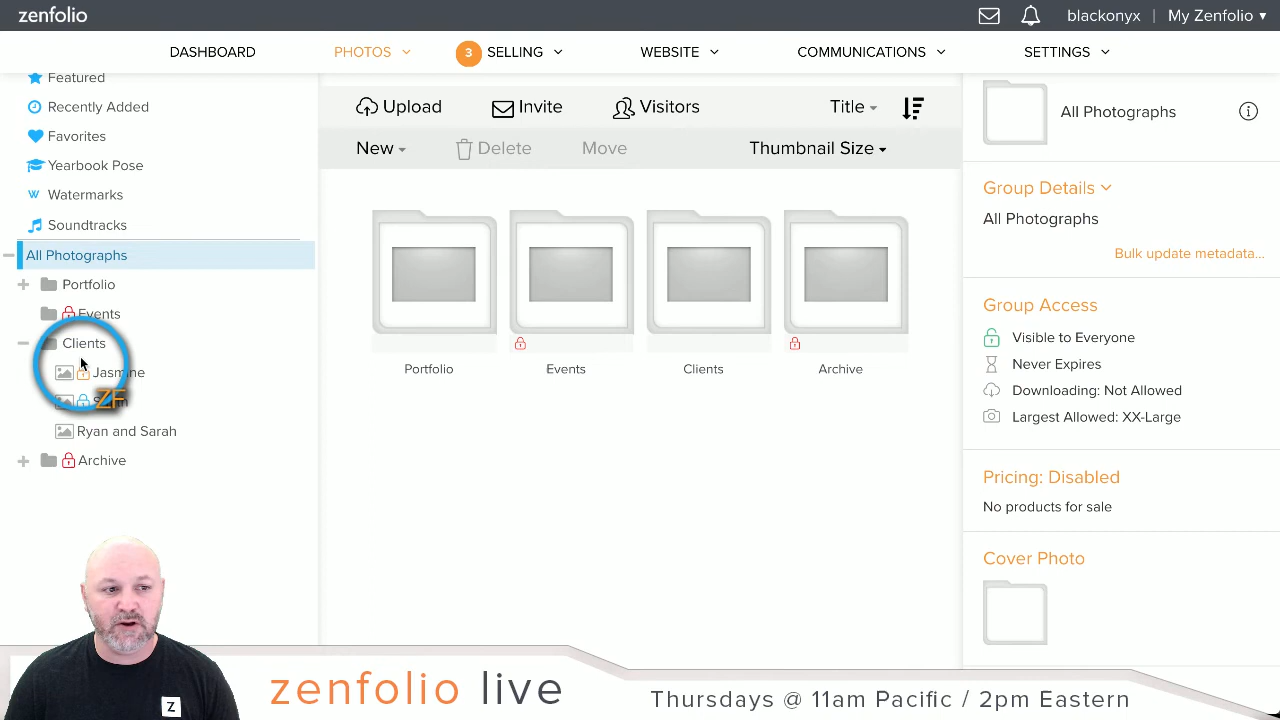 zenfolio
blackonyx | My Zenfolio
DASHBOARD
PHOTOS
3 SELLING
WEBSITE
COMMUNICATIONS
SETTINGS
Featured
Recently Added
Favorites
Yearbook Pose
W Watermarks
Soundtracks
All Photographs
Portfolio
Events
Clients
Jasmine
ZF
Ryan and Sarah
Archive
Upload
Invite
Visitors
Title
New
Delete
Move
Thumbnail Size
Portfolio
Events
Clients
Archive
All Photographs
Group Details
All Photographs
Bulk update metadata...
Group Access
Visible to Everyone
Never Expires
Downloading: Not Allowed
Largest Allowed: XX-Large
Pricing: Disabled
No products for sale
Cover Photo
Z
zenfolio live
Thursdays @ 11am Pacific / 2pm Eastern